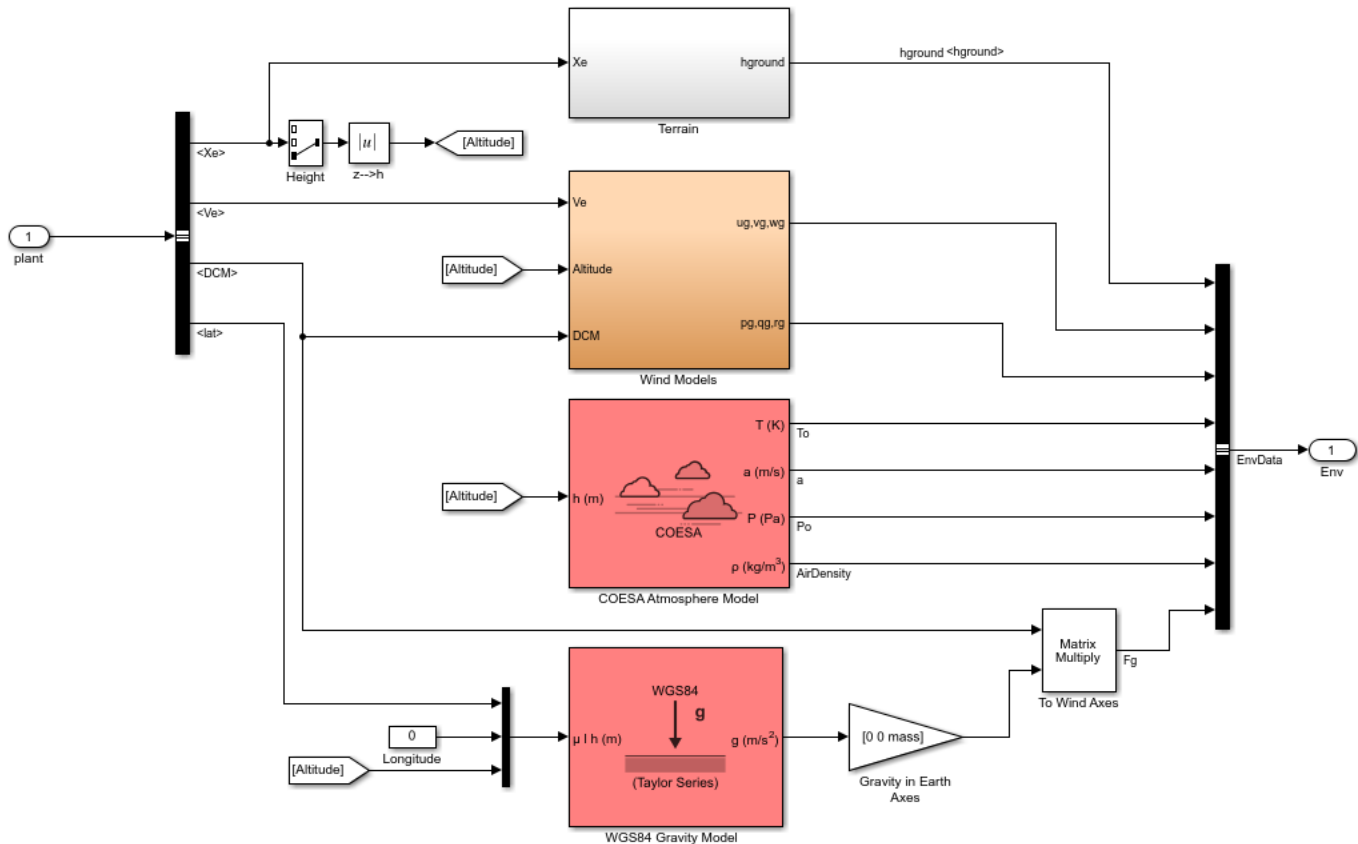 Xe
hground
Terrain
hground <hground>
<Xe>
Height
|u|
z-->h
[Altitude]
1
plant
<Ve>
Ve
ug,vg,wg
[Altitude]
Altitude
<DCM>
DCM
pg,qg,rg
Wind Models
<lat>
T (K)
To
a (m/s)
a
[Altitude]
h (m)
P (Pa)
Po
COESA
ρ (kg/m³)
AirDensity
COESA Atmosphere Model
EnvData
1
Env
Matrix
Multiply
Fg
To Wind Axes
WGS84
g
0
Longitude
[Altitude]
μ l h (m)
g (m/s²)
(Taylor Series)
WGS84 Gravity Model
[0 0 mass]
Gravity in Earth
Axes